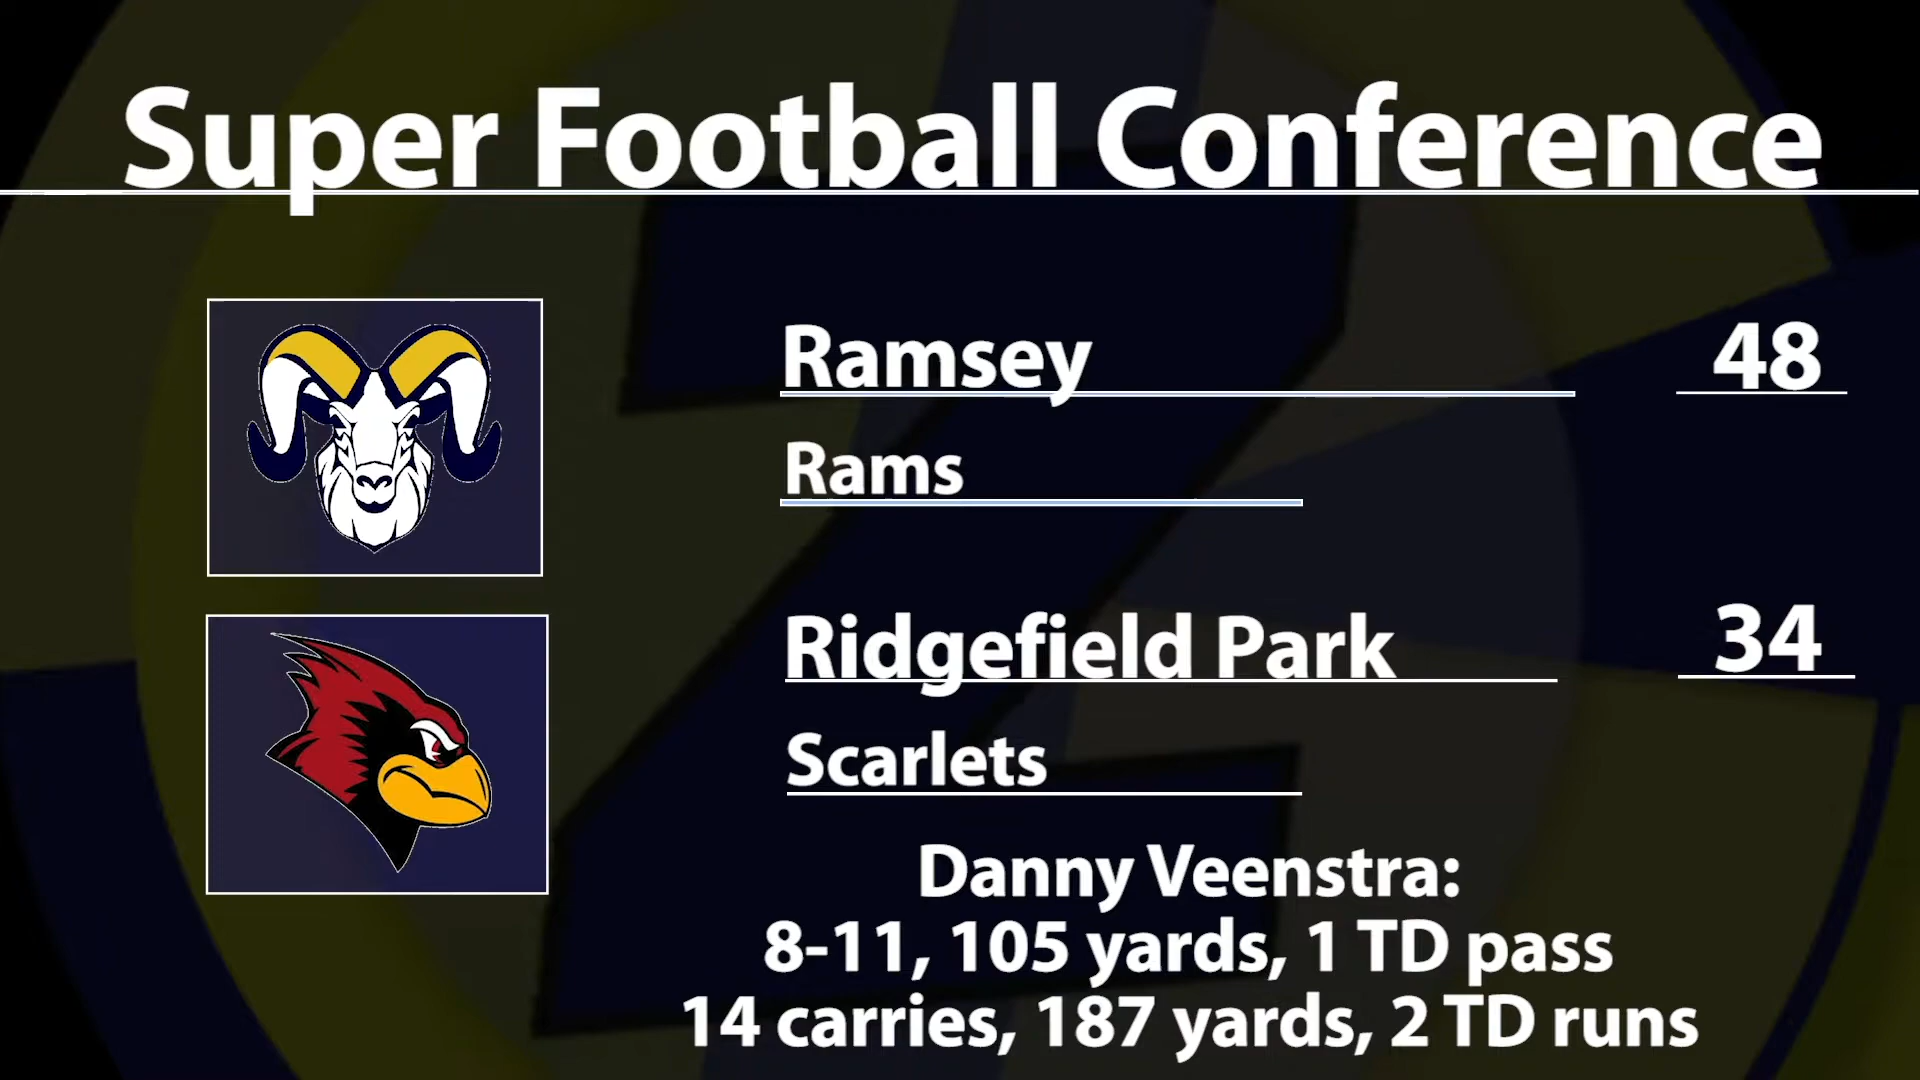 Super Football Conference
Ramsey 48
Rams
Ridgefield Park 34
Scarlets
Danny Veenstra:
8-11, 105 yards, 1 TD pass
14 carries, 187 yards, 2 TD runs